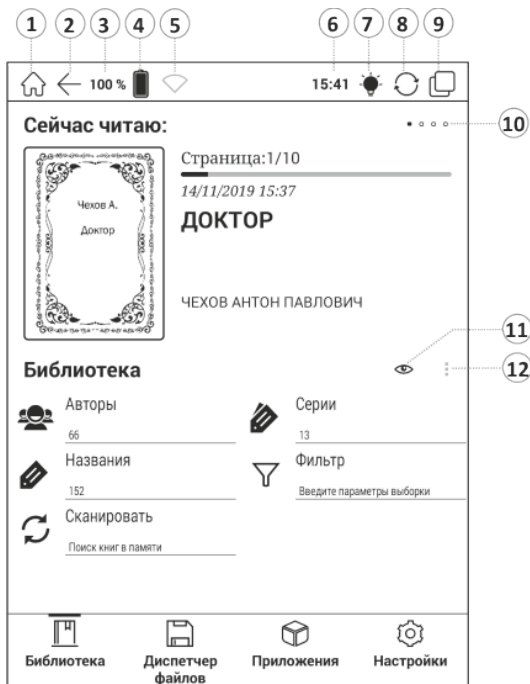 1 2 3 4 5 6 7 8 9
100 % 15:41
Сейчас читаю:
10
Страница:1/10
14/11/2019 15:37
Чехов А.
Доктор
ДОКТОР
ЧЕХОВ АНТОН ПАВЛОВИЧ
11
Библиотека
12
Авторы
66
Серии
13
Названия
152
Фильтр
Введите параметры выборки
Сканировать
Поиск книг в памяти
Библиотека
Диспетчер
файлов
Приложения
Настройки